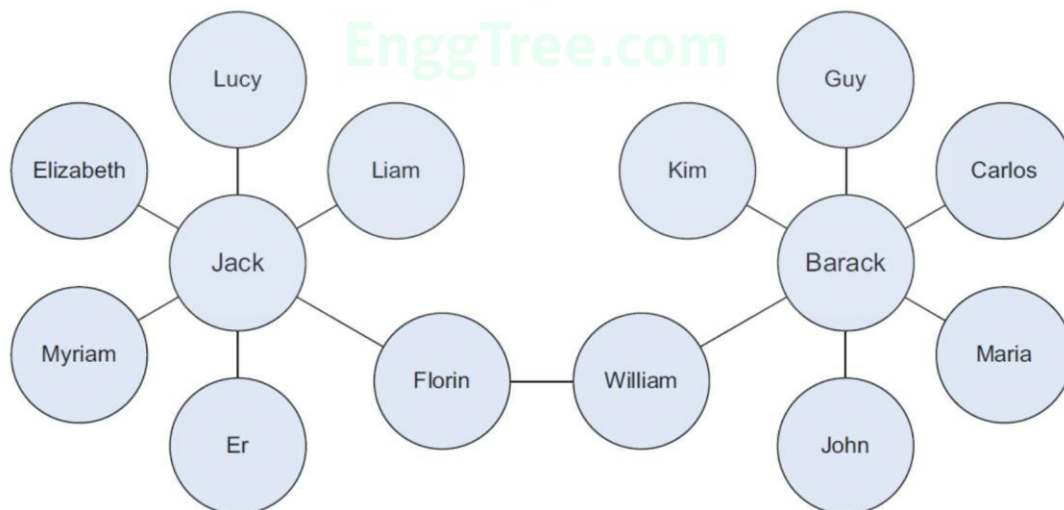 EnggTree.com
Lucy
Guy
Elizabeth
Liam
Kim
Carlos
Jack
Barack
Myriam
Florin
William
Maria
Er
John